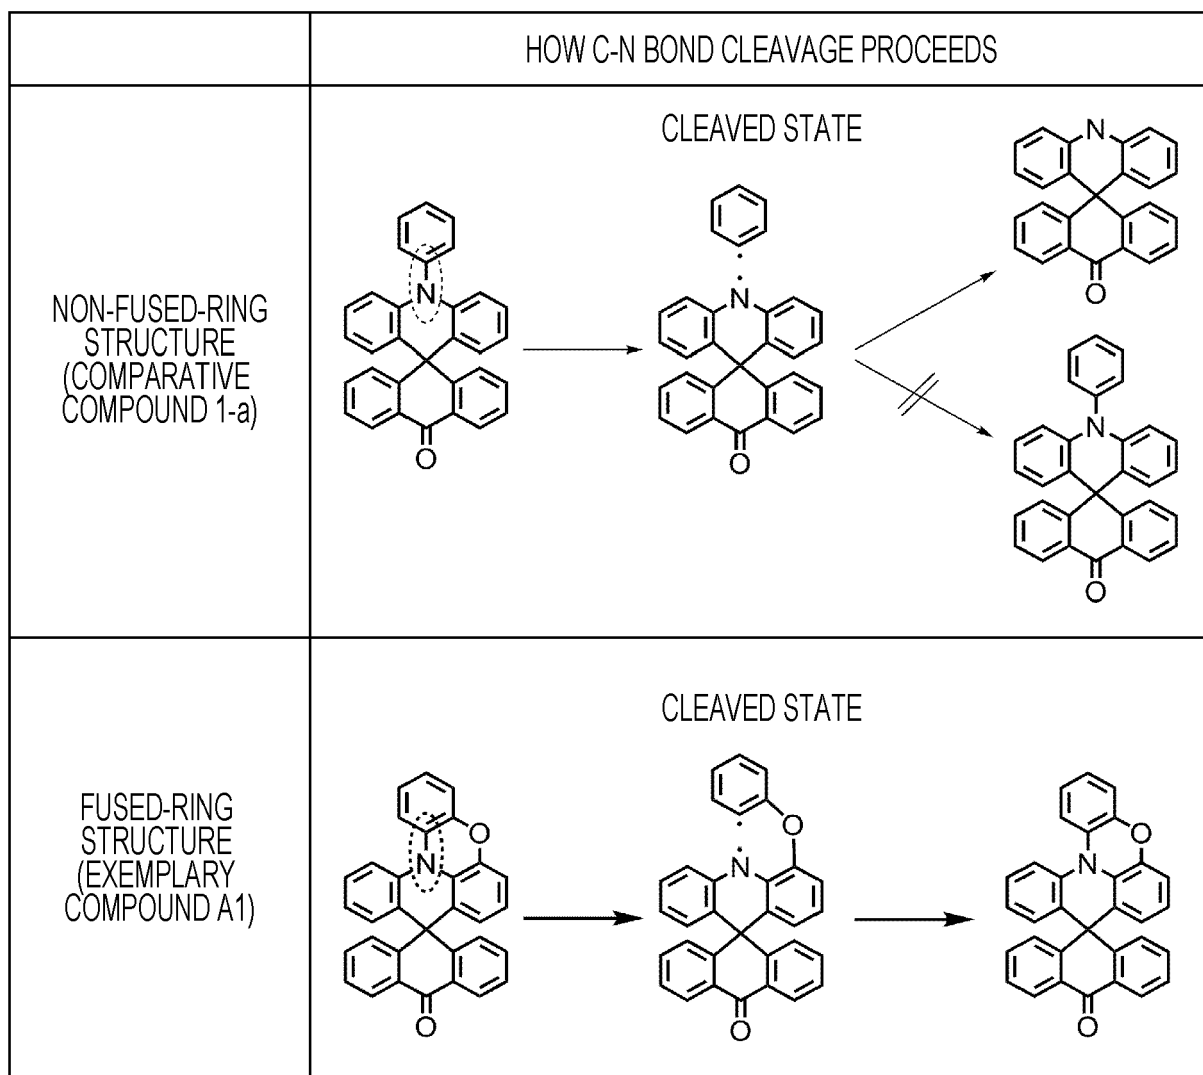 HOW C-N BOND CLEAVAGE PROCEEDS
NON-FUSED-RING
STRUCTURE
(COMPARATIVE
COMPOUND 1-a)
CLEAVED STATE
N
O
N
O
N
O
N
O
FUSED-RING
STRUCTURE
(EXEMPLARY
COMPOUND A1)
CLEAVED STATE
O
N
O
O
N
O
O
N
O